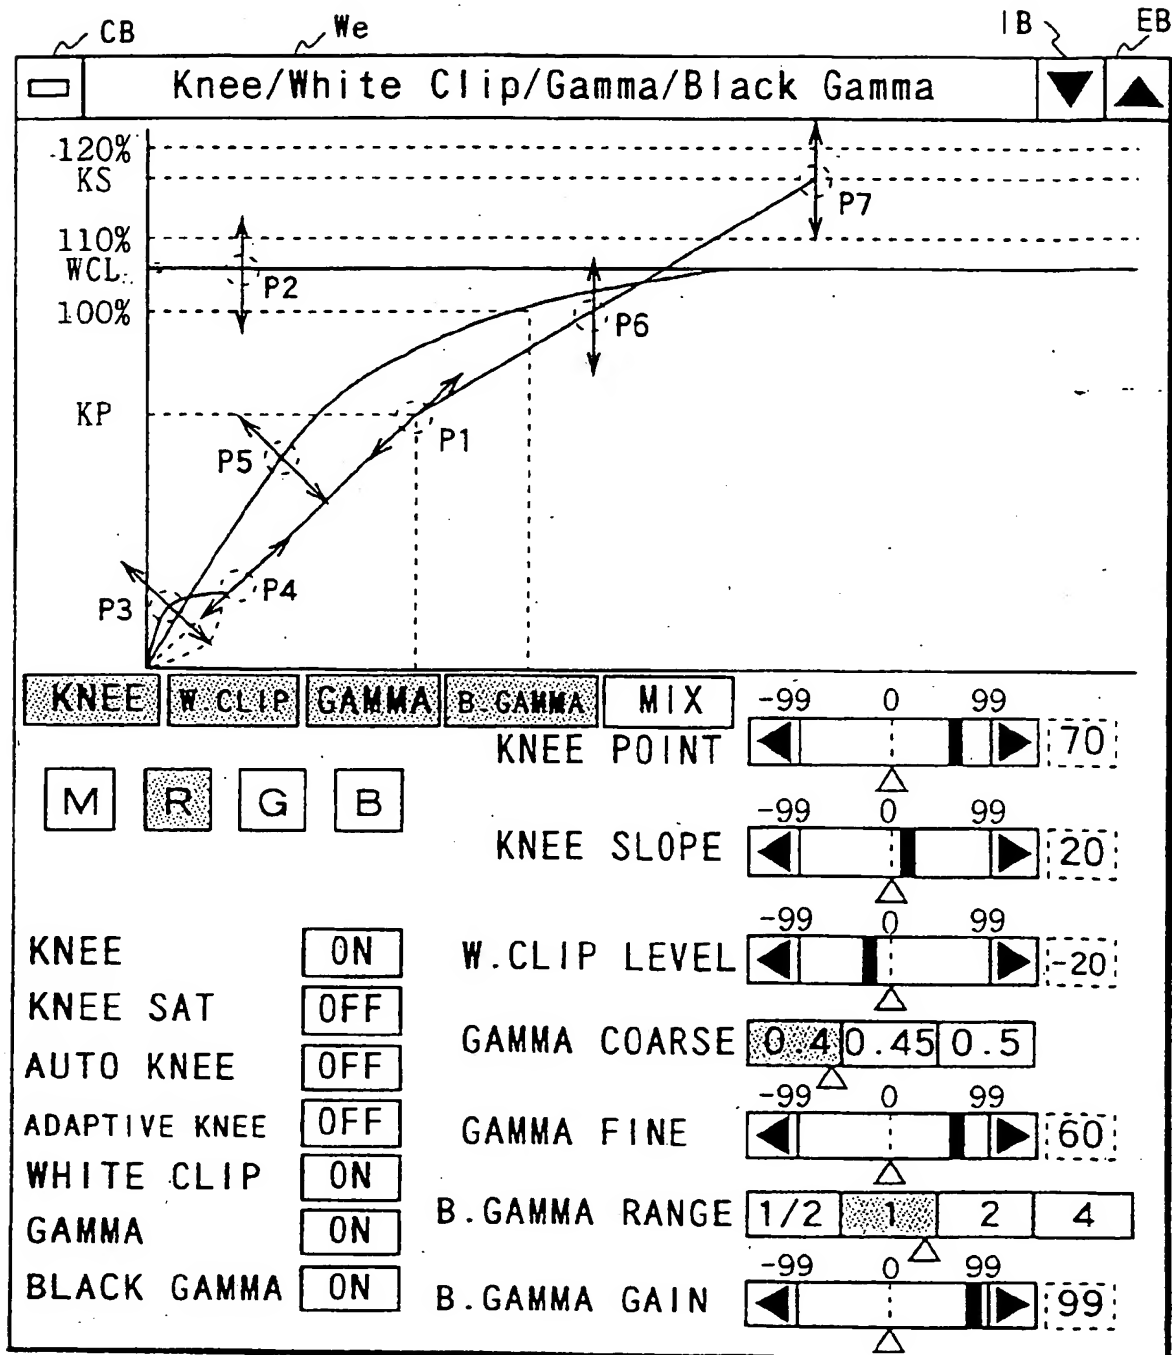 CB We IB EB
Knee/White Clip/Gamma/Black Gamma
120%
KS
P7
110%
WCL
P2
100%
P6
KP
P1
P5
P4
P3
KNEE W.CLIP GAMMA B.GAMMA MIX
-99 0 99
KNEE POINT 70
M R G B
-99 0 99
KNEE SLOPE 20
-99 0 99
KNEE ON W.CLIP LEVEL -20
KNEE SAT OFF GAMMA COARSE 0.4 0.45 0.5
AUTO KNEE OFF
-99 0 99
ADAPTIVE KNEE OFF GAMMA FINE 60
WHITE CLIP ON
GAMMA ON B.GAMMA RANGE 1/2 1 2 4
-99 0 99
BLACK GAMMA ON B.GAMMA GAIN 99